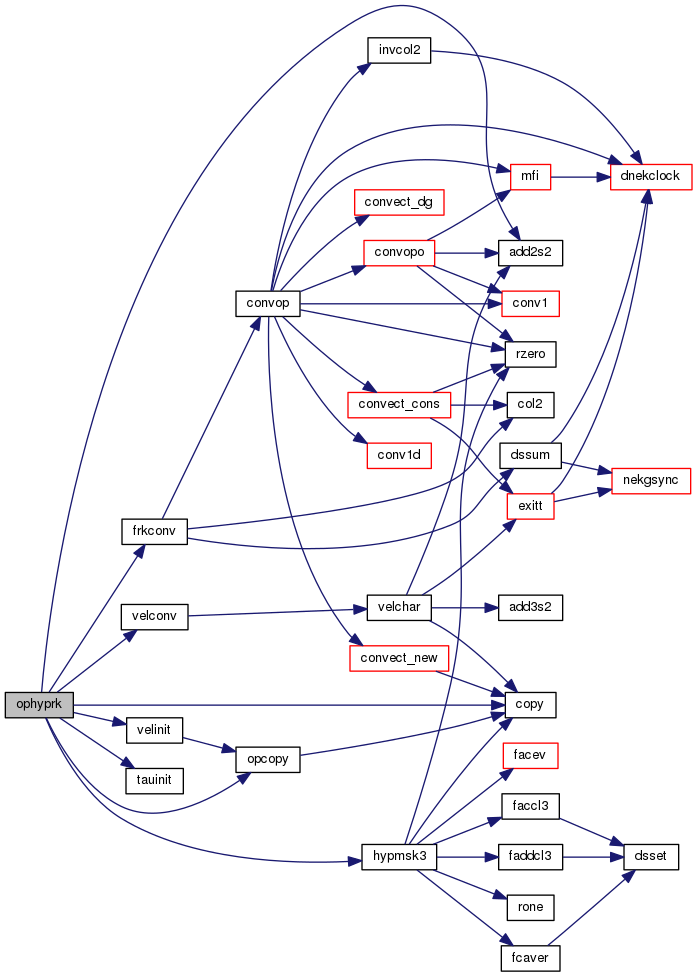 invcol2
dnekclock
mfi
convect_dg
convopo
add2s2
convop
conv1
rzero
convect_cons
col2
conv1d
dssum
nekgsync
exitt
frkconv
velchar
add3s2
velconv
convect_new
ophyprk
copy
velinit
opcopy
facev
tauinit
faccl3
hypmsk3
faddcl3
dsset
rone
fcaver